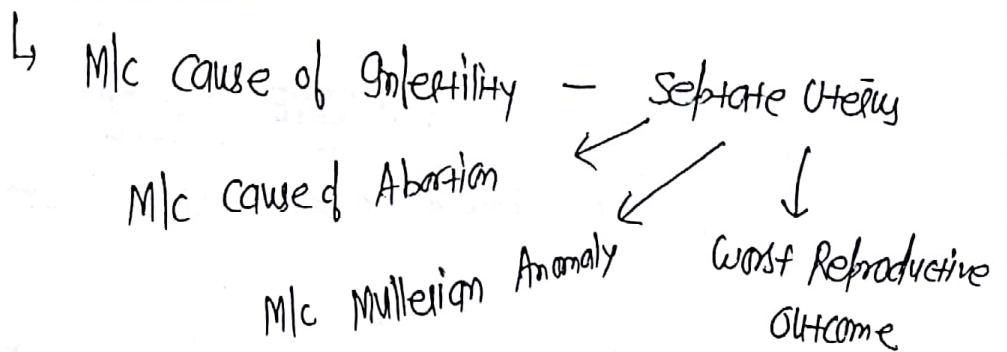 ↳ M/c cause of Infertility - Septate Uterus
M/c cause of Abortion
M/c Mullerian Anomaly
Worst Reproductive
Outcome